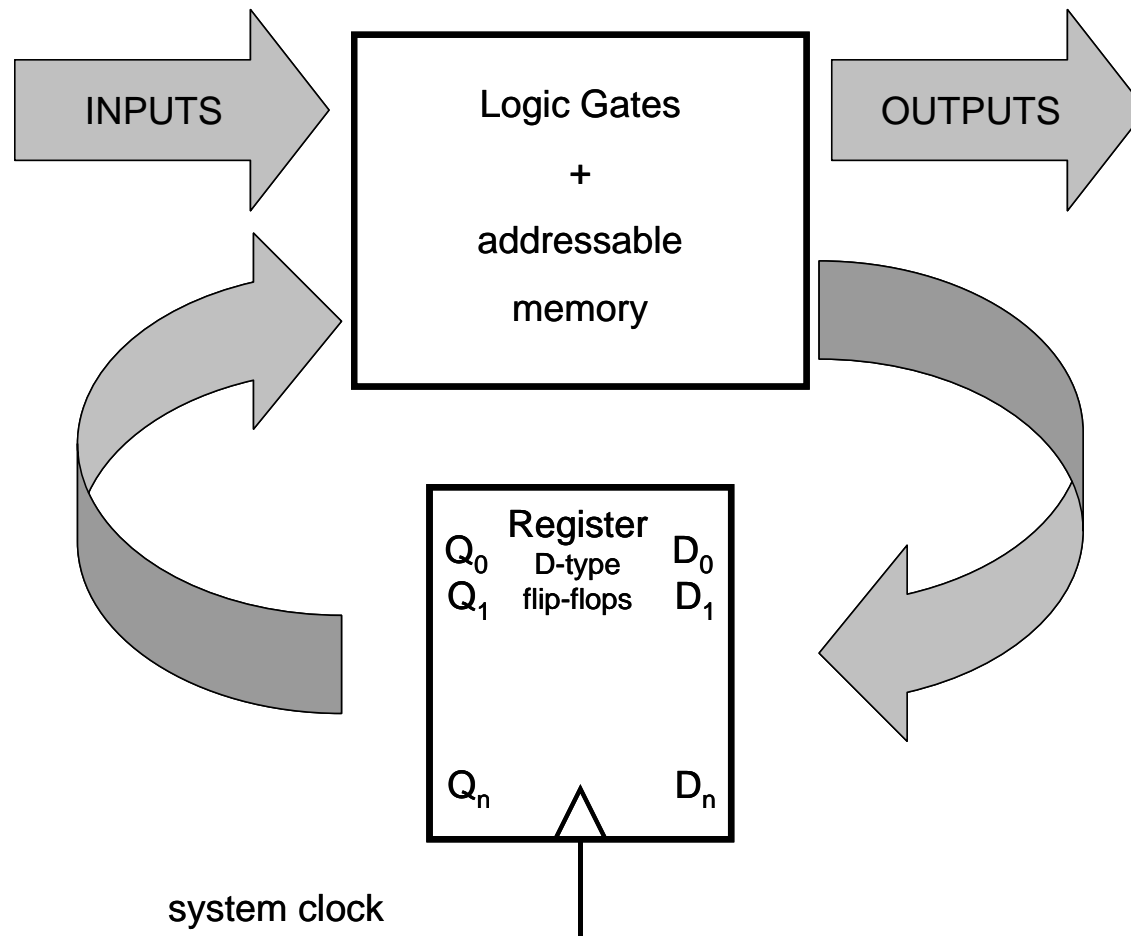 INPUTS
Logic Gates
+
addressable
memory
OUTPUTS
Register
Q₀ D-type D₀
Q₁ flip-flops D₁
Qₙ Dₙ
system clock